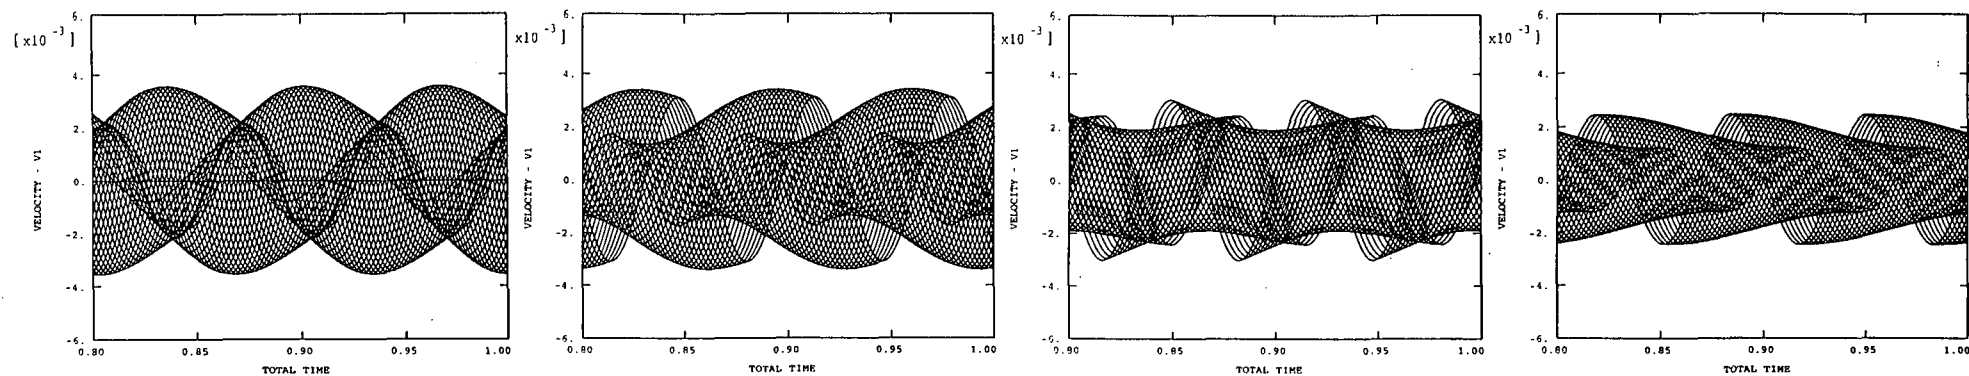 6.
[ x10 -3 ]
4.
2.
0.
-2.
-4.
-6.
VELOCITY - V1
0.80 0.85 0.90 0.95 1.00
TOTAL TIME
6.
x10 -3 ]
4.
2.
0.
-2.
-4.
-6.
VELOCITY - V1
0.80 0.85 0.90 0.95 1.00
TOTAL TIME
6.
x10 -3 ]
4.
2.
0.
-2.
-4.
-6.
VELOCITY - V1
0.90 0.85 0.90 0.95 1.00
TOTAL TIME
6.
x10 -3 ]
4.
2.
0.
-2.
-4.
-6.
VELOCITY - V1
0.80 0.85 0.90 0.95 1.00
TOTAL TIME